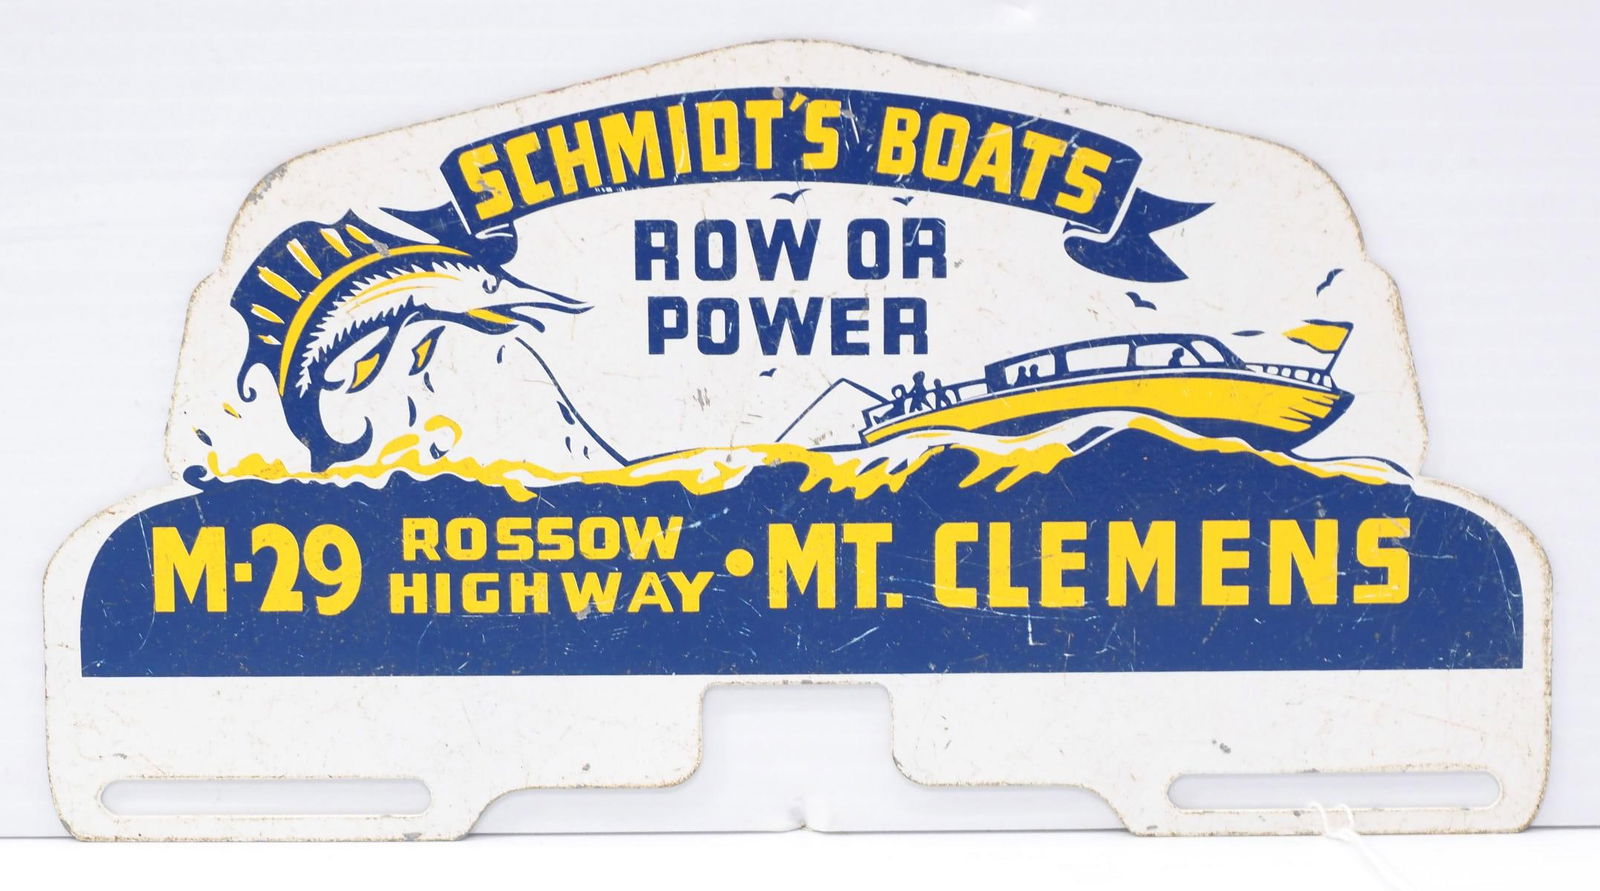 SCHMIDT'S BOATS
ROW OR
POWER
M-29 ROSSOW HIGHWAY • MT. CLEMENS